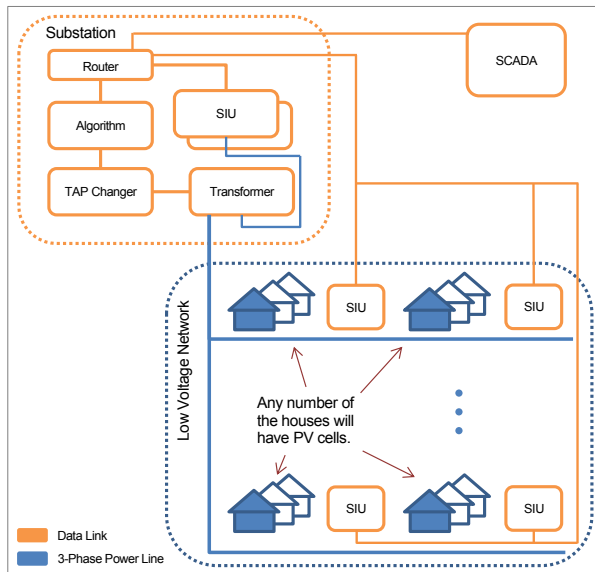 Substation
Router
SCADA
SIU
Algorithm
TAP Changer
Transformer
Low Voltage Network
SIU
SIU
Any number of
the houses will
have PV cells.
SIU
SIU
Data Link
3-Phase Power Line